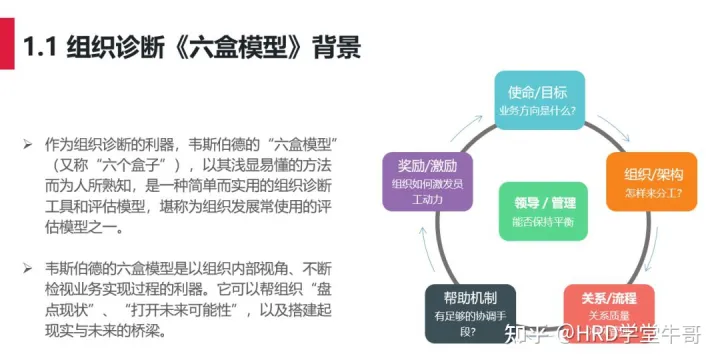 1.1 组织诊断《六盒模型》背景
作为组织诊断的利器，韦斯伯德的“六盒模型”
（又称“六个盒子”），以其浅显易懂的方法
而为人所熟知，是一种简单而实用的组织诊断
工具和评估模型，堪称为组织发展常使用的评
估模型之一。
韦斯伯德的六盒模型是以组织内部视角、不断
检视业务实现过程的利器。它可以帮组织“盘
点现状”、“打开未来可能性”，以及搭建起
现实与未来的桥梁。
使命/目标
业务方向是什么?
组织/架构
怎样来分工?
关系/流程
关系质量
帮助机制
有足够的协调手
段?
奖励/激励
组织如何激发员
工动力
领导 / 管理
能否保持平衡
知乎 @HRD学堂牛哥